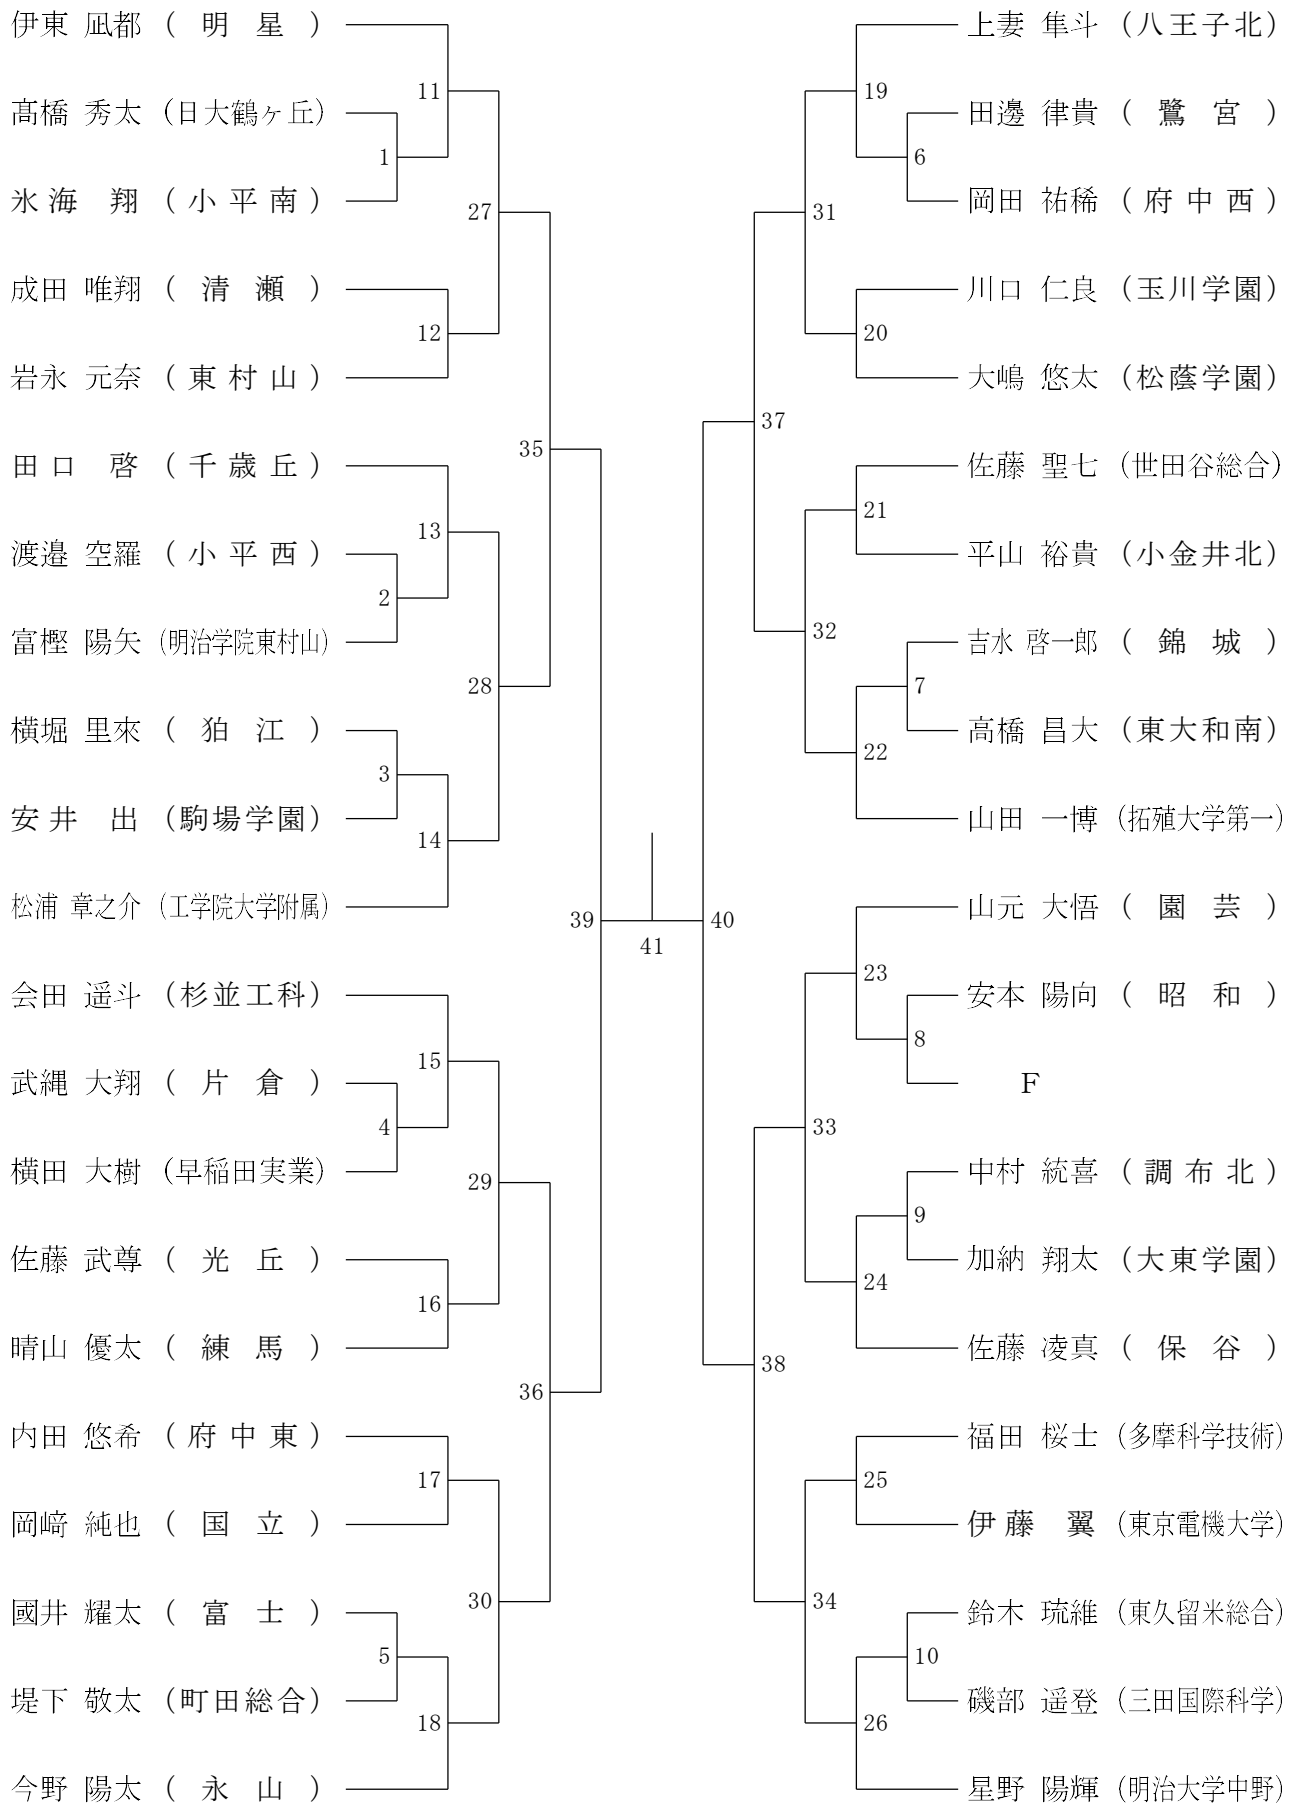 伊東 凪都 ( 明 星 )
11
髙橋 秀太 (日大鶴ヶ丘)
1
氷海 翔 (小平南)
27
成田 唯翔 ( 清 瀬 )
12
岩永 元奈 (東村山)
35
田口 啓 (千歳丘)
13
渡邉 空羅 (小平西)
2
富樫 陽矢 (明治学院東村山)
28
横堀 里來 ( 狛 江 )
3
安井 出 (駒場学園)
14
松浦 章之介 (工学院大学附属)
39
会田 遥斗 (杉並工科)
15
武縄 大翔 ( 片 倉 )
4
横田 大樹 (早稲田実業)
29
佐藤 武尊 ( 光 丘 )
16
晴山 優太 ( 練 馬 )
36
内田 悠希 (府中東)
17
岡﨑 純也 ( 国 立 )
30
國井 耀太 ( 富 士 )
5
堤下 敬太 (町田総合)
18
今野 陽太 ( 永 山 )
41
上妻 隼斗 (八王子北)
19
田邊 律貴 ( 鷺 宮 )
6
岡田 祐稀 (府中西)
31
川口 仁良 (玉川学園)
20
大嶋 悠太 (松蔭学園)
37
佐藤 聖七 (世田谷総合)
21
平山 裕貴 (小金井北)
32
吉水 啓一郎 ( 錦 城 )
7
高橋 昌大 (東大和南)
22
山田 一博 (拓殖大学第一)
40
山元 大悟 ( 園 芸 )
23
安本 陽向 ( 昭 和 )
8
F
33
中村 統喜 (調布北)
9
加納 翔太 (大東学園)
24
佐藤 凌真 ( 保 谷 )
38
福田 桜士 (多摩科学技術)
25
伊藤 翼 (東京電機大学)
34
鈴木 琉維 (東久留米総合)
10
磯部 遥登 (三田国際科学)
26
星野 陽輝 (明治大学中野)